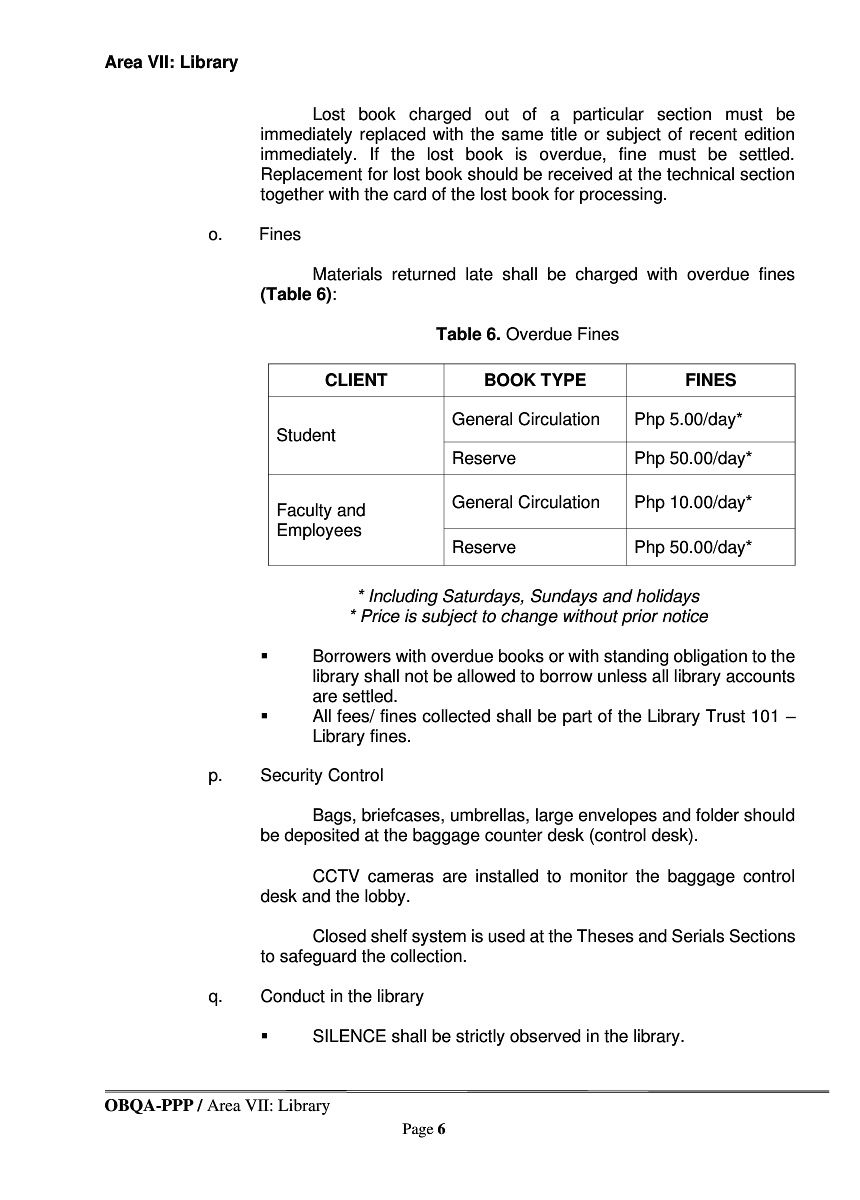 Area VII: Library
Lost book charged out of a particular section must be
immediately replaced with the same title or subject of recent edition
immediately. If the lost book is overdue, fine must be settled.
Replacement for lost book should be received at the technical section
together with the card of the lost book for processing.
o. Fines
Materials returned late shall be charged with overdue fines
(Table 6):
Table 6. Overdue Fines
CLIENT BOOK TYPE FINES
Student
General Circulation Php 5.00/day*
Reserve Php 50.00/day*
Faculty and
Employees
General Circulation Php 10.00/day*
Reserve Php 50.00/day*
* Including Saturdays, Sundays and holidays
* Price is subject to change without prior notice
▪ Borrowers with overdue books or with standing obligation to the
library shall not be allowed to borrow unless all library accounts
are settled.
▪ All fees/ fines collected shall be part of the Library Trust 101 –
Library fines.
p. Security Control
Bags, briefcases, umbrellas, large envelopes and folder should
be deposited at the baggage counter desk (control desk).
CCTV cameras are installed to monitor the baggage control
desk and the lobby.
Closed shelf system is used at the Theses and Serials Sections
to safeguard the collection.
q. Conduct in the library
▪ SILENCE shall be strictly observed in the library.
OBQA-PPP / Area VII: Library
Page 6